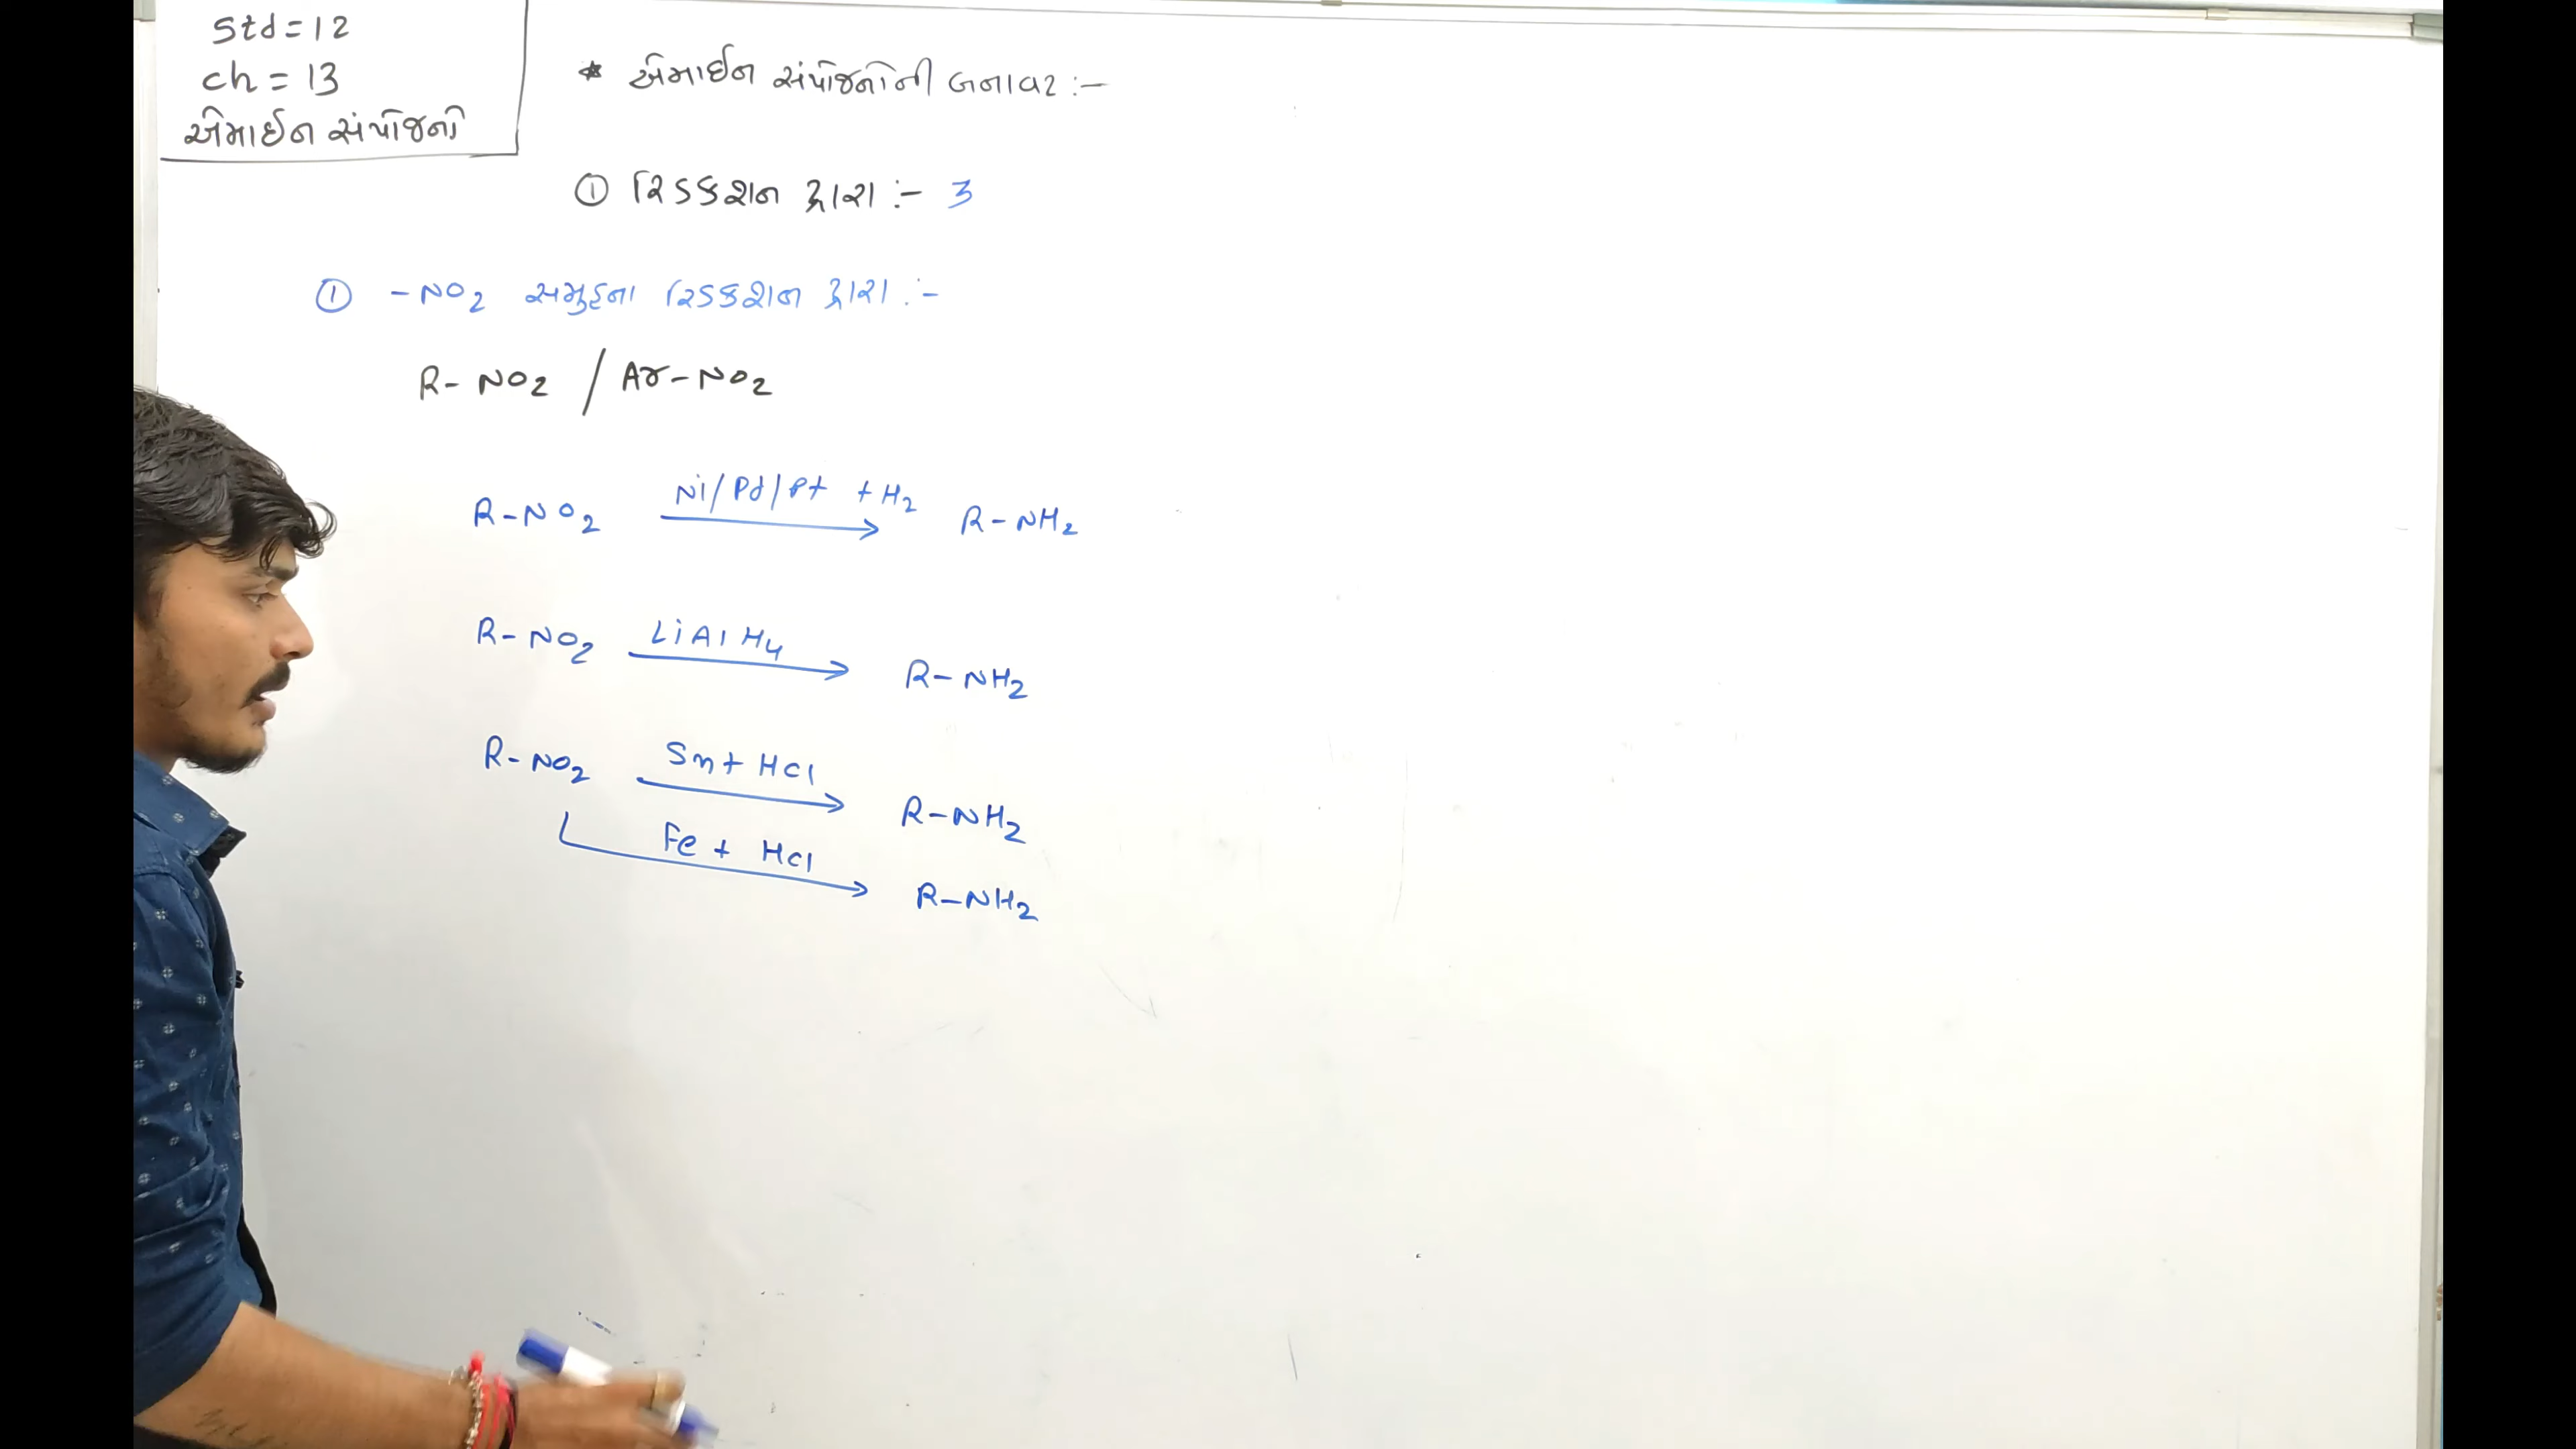 Std = 12
ch = 13
એમાઈન સંયોજનો
* એમાઈન સંયોજનોની બનાવટ :-
① રિડક્શન દ્વારા :- 3
① -NO2 સમુહના રિડક્શન દ્વારા :-
R- NO2 / Ar-NO2
R-NO2 Ni/Pd/Pt +H2 → R-NH2
R-NO2 LiAlH4 → R-NH2
R-NO2 Sn+ HCl → R-NH2
Fe + HCl → R-NH2